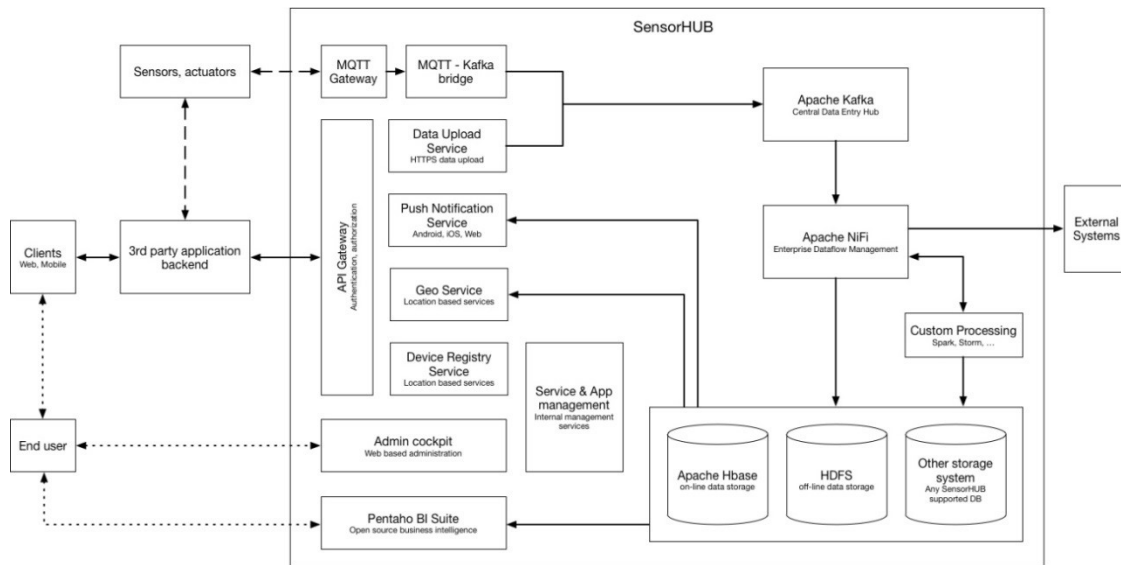 SensorHUB
Sensors, actuators
MQTT
Gateway
MQTT - Kafka
bridge
Apache Kafka
Central Data Entry Hub
Data Upload
Service
HTTPS data upload
API Gateway
Authentication, authorization
Push Notification
Service
Android, iOS, Web
Apache NiFi
Enterprise Dataflow Management
External
Systems
Clients
Web, Mobile
3rd party application
backend
Geo Service
Location based services
Custom Processing
Spark, Storm, ...
Device Registry
Service
Location based services
Service & App
management
Internal management
services
End user
Admin cockpit
Web based administration
Apache Hbase
on-line data storage
HDFS
off-line data storage
Other storage
system
Any SensorHUB
supported DB
Pentaho BI Suite
Open source business intelligence